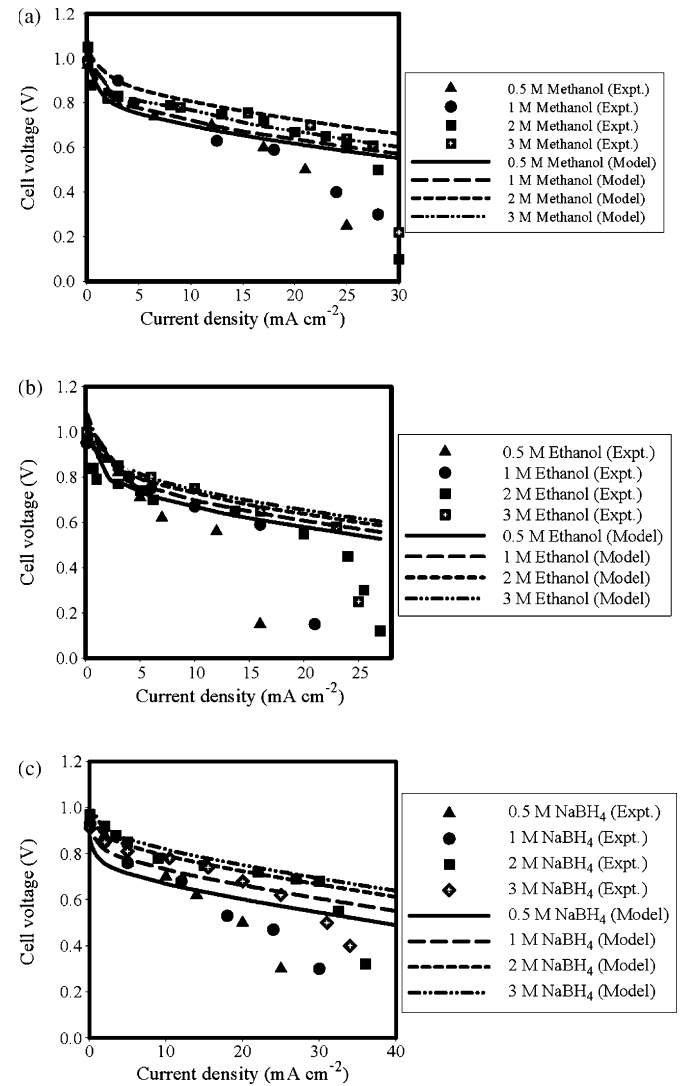 (a)
1.2
1.0
0.8
0.6
0.4
0.2
0.0
Cell voltage (V)
0 5 10 15 20 25 30
Current density (mA cm-2)
0.5 M Methanol (Expt.)
1 M Methanol (Expt.)
2 M Methanol (Expt.)
3 M Methanol (Expt.)
0.5 M Methanol (Model)
1 M Methanol (Model)
2 M Methanol (Model)
3 M Methanol (Model)
(b)
1.2
1.0
0.8
0.6
0.4
0.2
0.0
Cell voltage (V)
0 5 10 15 20 25
Current density (mA cm-2)
0.5 M Ethanol (Expt.)
1 M Ethanol (Expt.)
2 M Ethanol (Expt.)
3 M Ethanol (Expt.)
0.5 M Ethanol (Model)
1 M Ethanol (Model)
2 M Ethanol (Model)
3 M Ethanol (Model)
(c)
1.2
1.0
0.8
0.6
0.4
0.2
0.0
Cell voltage (V)
0 10 20 30 40
Current density (mA cm-2)
0.5 M NaBH4 (Expt.)
1 M NaBH4 (Expt.)
2 M NaBH4 (Expt.)
3 M NaBH4 (Expt.)
0.5 M NaBH4 (Model)
1 M NaBH4 (Model)
2 M NaBH4 (Model)
3 M NaBH4 (Model)